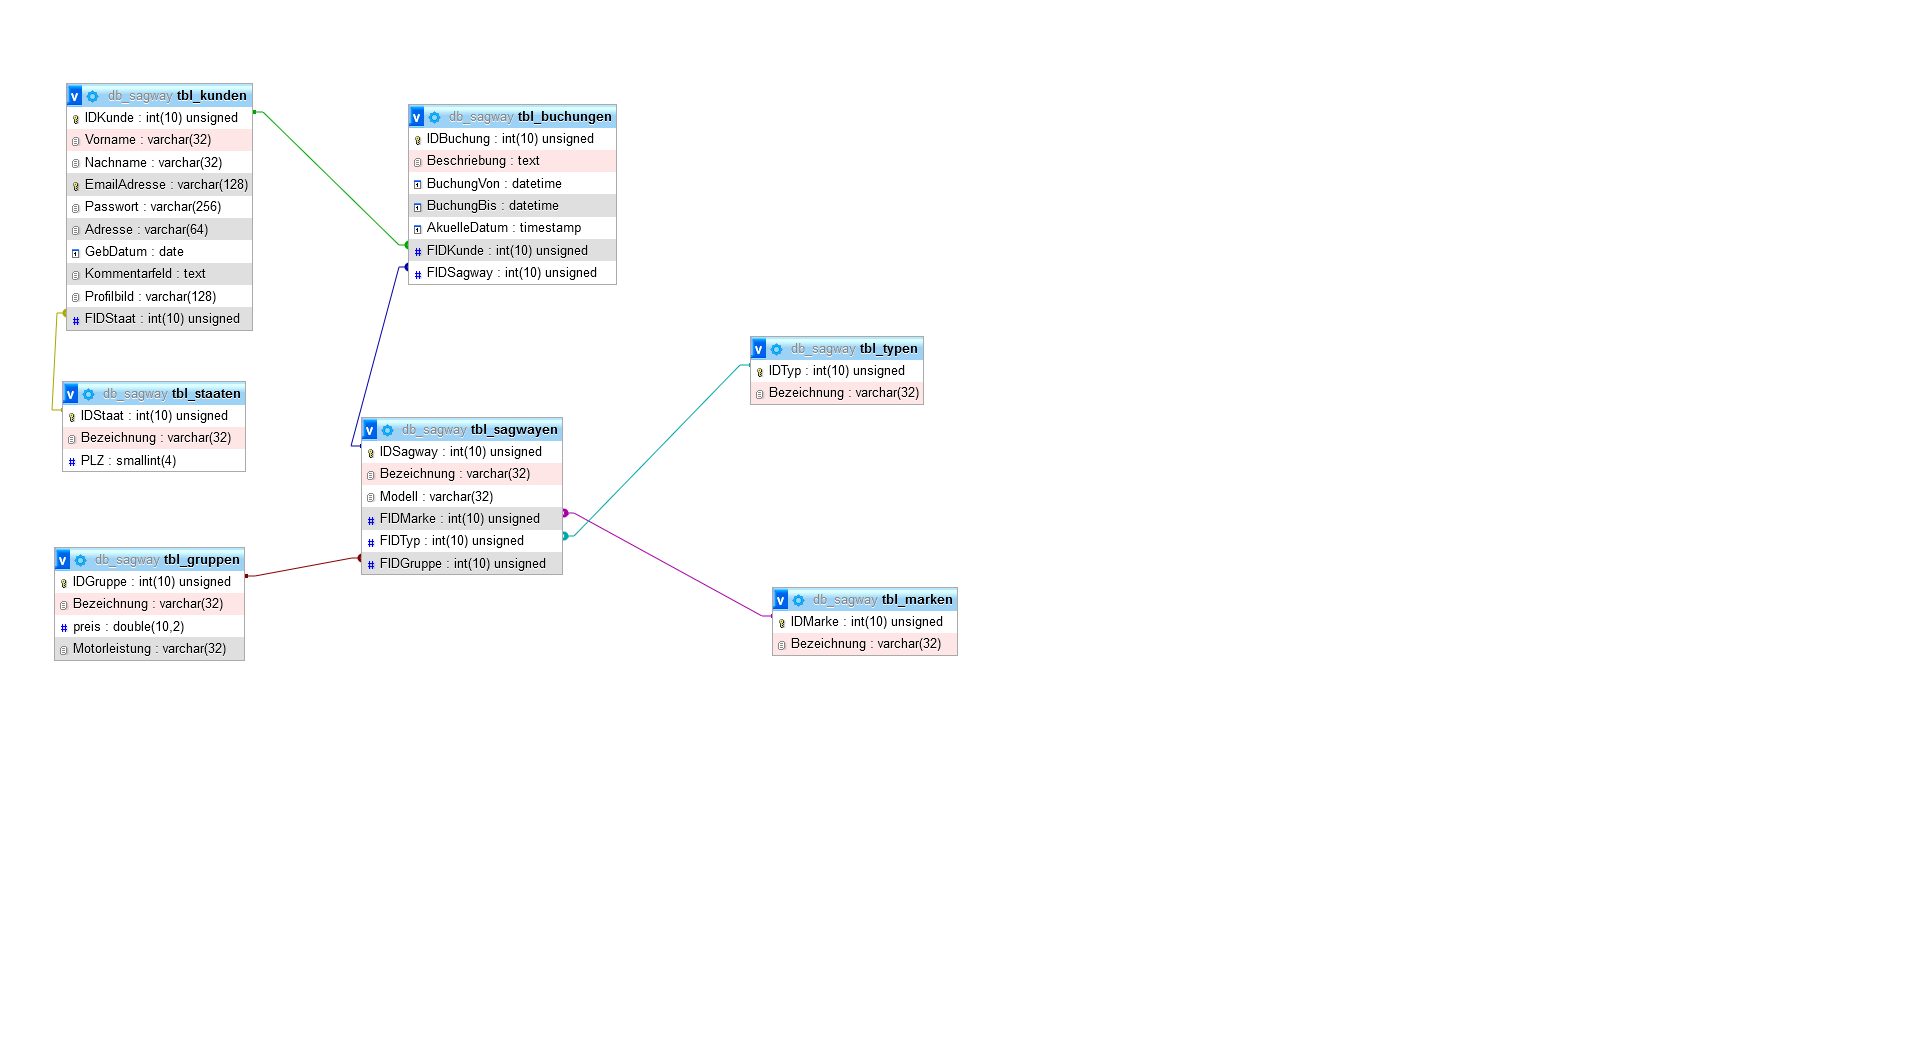 db_sagway tbl_kunden
IDKunde : int(10) unsigned
Vorname : varchar(32)
Nachname : varchar(32)
EmailAdresse : varchar(128)
Passwort : varchar(256)
Adresse : varchar(64)
GebDatum : date
Kommentarfeld : text
Profilbild : varchar(128)
FIDStaat : int(10) unsigned
db_sagway tbl_buchungen
IDBuchung : int(10) unsigned
Beschriebung : text
BuchungVon : datetime
BuchungBis : datetime
AkuelleDatum : timestamp
FIDKunde : int(10) unsigned
FIDSagway : int(10) unsigned
db_sagway tbl_typen
IDTyp : int(10) unsigned
Bezeichnung : varchar(32)
db_sagway tbl_staaten
IDStaat : int(10) unsigned
Bezeichnung : varchar(32)
PLZ : smallint(4)
db_sagway tbl_sagwayen
IDSagway : int(10) unsigned
Bezeichnung : varchar(32)
Modell : varchar(32)
FIDMarke : int(10) unsigned
FIDTyp : int(10) unsigned
FIDGruppe : int(10) unsigned
db_sagway tbl_gruppen
IDGruppe : int(10) unsigned
Bezeichnung : varchar(32)
preis : double(10,2)
Motorleistung : varchar(32)
db_sagway tbl_marken
IDMarke : int(10) unsigned
Bezeichnung : varchar(32)